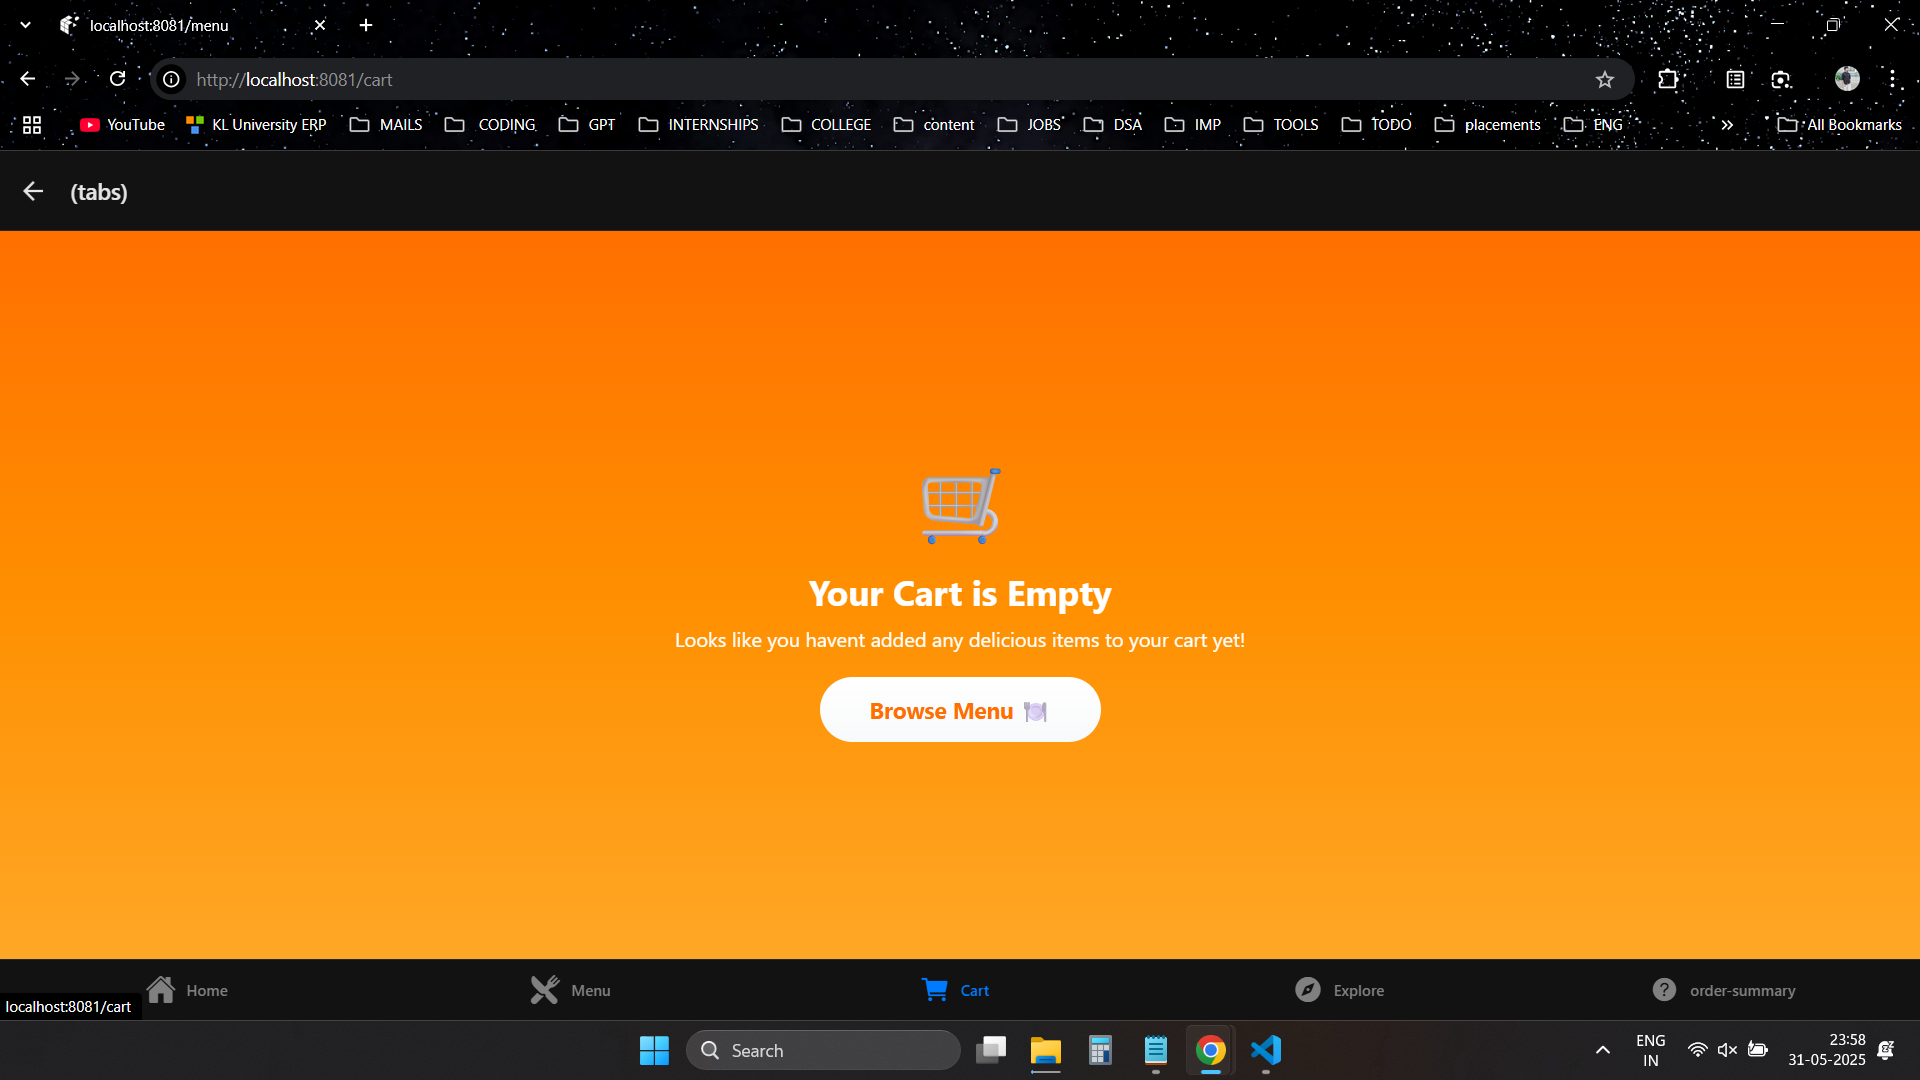 localhost:8081/menu
http://localhost:8081/cart
YouTube KL University ERP MAILS CODING GPT INTERNSHIPS COLLEGE content JOBS DSA IMP TOOLS TODO placements ENG All Bookmarks
(tabs)
Your Cart is Empty
Looks like you havent added any delicious items to your cart yet!
Browse Menu
Home Menu Cart Explore order-summary
localhost:8081/cart
Search
ENG
IN
23:58
31-05-2025